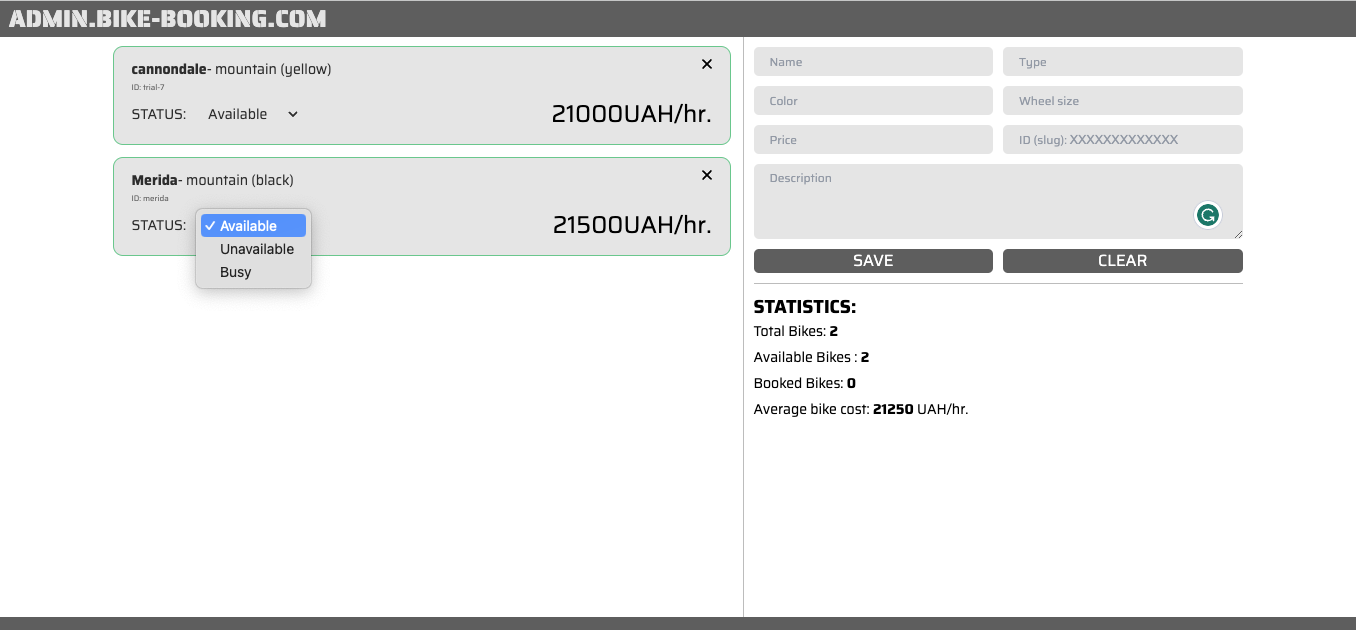 ADMIN.BIKE-BOOKING.COM
cannondale- mountain (yellow)
ID: trial-7
STATUS: Available
21000UAH/hr.
Merida- mountain (black)
ID: merida
STATUS:
21500UAH/hr.
Available
Unavailable
Busy
Name
Type
Color
Wheel size
Price
ID (slug): XXXXXXXXXXXXX
Description
SAVE
CLEAR
STATISTICS:
Total Bikes: 2
Available Bikes : 2
Booked Bikes: 0
Average bike cost: 21250 UAH/hr.